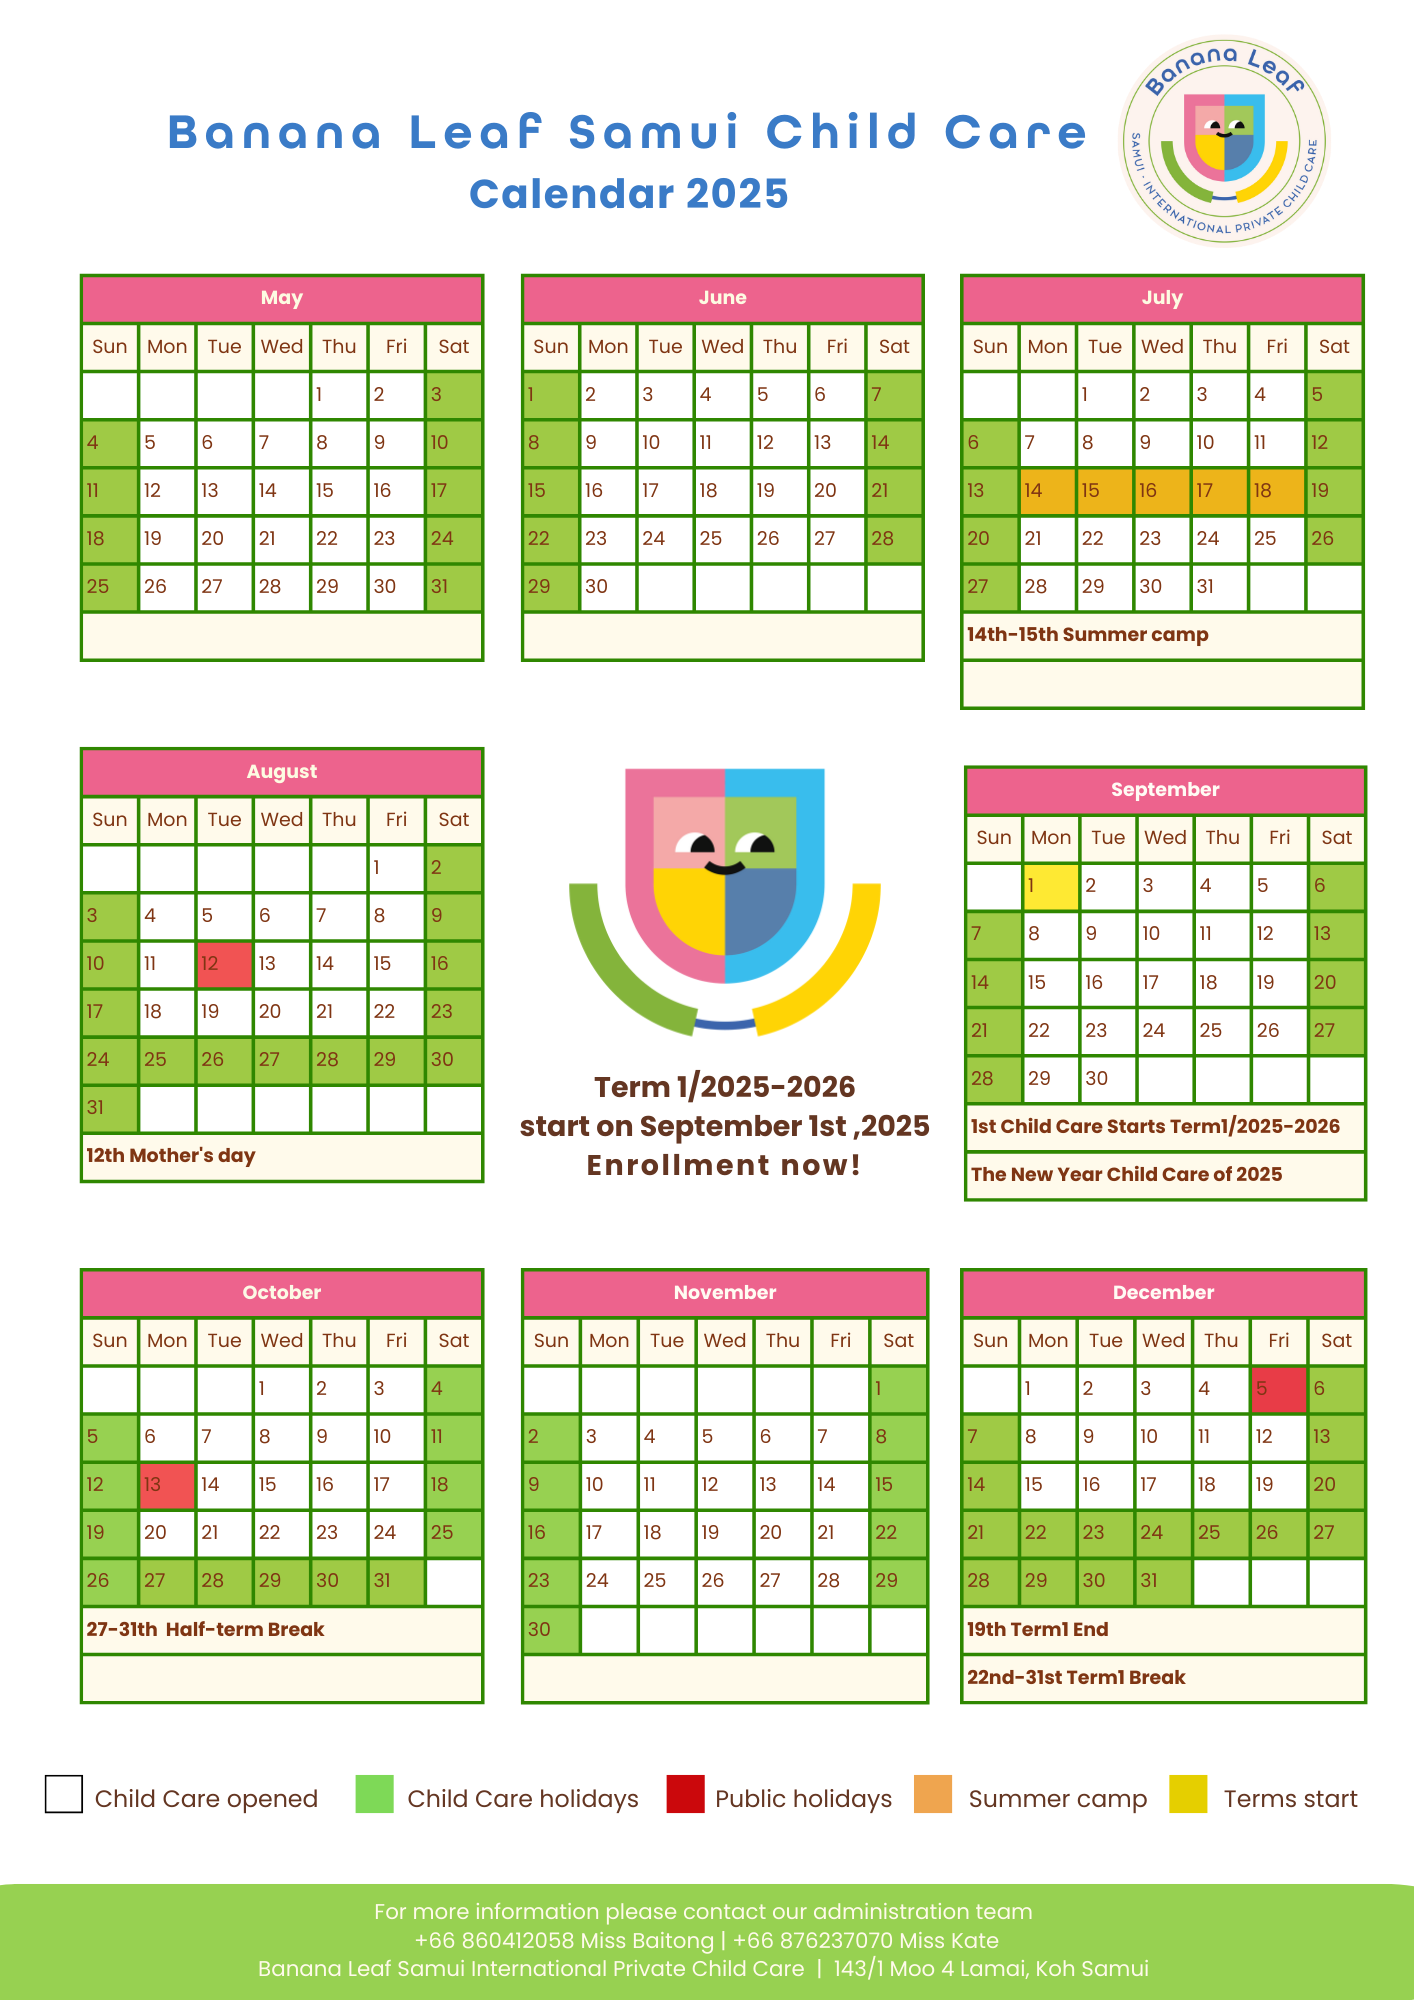 Banana Leaf
SAMUI · INTERNATIONAL PRIVATE CHILD CARE
Banana Leaf Samui Child Care
Calendar 2025
May
Sun Mon Tue Wed Thu Fri Sat
1 2 3
4 5 6 7 8 9 10
11 12 13 14 15 16 17
18 19 20 21 22 23 24
25 26 27 28 29 30 31
June
Sun Mon Tue Wed Thu Fri Sat
1 2 3 4 5 6 7
8 9 10 11 12 13 14
15 16 17 18 19 20 21
22 23 24 25 26 27 28
29 30
July
Sun Mon Tue Wed Thu Fri Sat
1 2 3 4 5
6 7 8 9 10 11 12
13 14 15 16 17 18 19
20 21 22 23 24 25 26
27 28 29 30 31
14th-15th Summer camp
August
Sun Mon Tue Wed Thu Fri Sat
1 2
3 4 5 6 7 8 9
10 11 12 13 14 15 16
17 18 19 20 21 22 23
24 25 26 27 28 29 30
31
12th Mother's day
Term 1/2025-2026
start on September 1st ,2025
Enrollment now!
September
Sun Mon Tue Wed Thu Fri Sat
1 2 3 4 5 6
7 8 9 10 11 12 13
14 15 16 17 18 19 20
21 22 23 24 25 26 27
28 29 30
1st Child Care Starts Term1/2025-2026
The New Year Child Care of 2025
October
Sun Mon Tue Wed Thu Fri Sat
1 2 3 4
5 6 7 8 9 10 11
12 13 14 15 16 17 18
19 20 21 22 23 24 25
26 27 28 29 30 31
27-31th Half-term Break
November
Sun Mon Tue Wed Thu Fri Sat
1
2 3 4 5 6 7 8
9 10 11 12 13 14 15
16 17 18 19 20 21 22
23 24 25 26 27 28 29
30
December
Sun Mon Tue Wed Thu Fri Sat
1 2 3 4 5 6
7 8 9 10 11 12 13
14 15 16 17 18 19 20
21 22 23 24 25 26 27
28 29 30 31
19th Term1 End
22nd-31st Term1 Break
Child Care opened
Child Care holidays
Public holidays
Summer camp
Terms start
For more information please contact our administration team
+66 860412058 Miss Baitong | +66 876237070 Miss Kate
Banana Leaf Samui International Private Child Care | 143/1 Moo 4 Lamai, Koh Samui